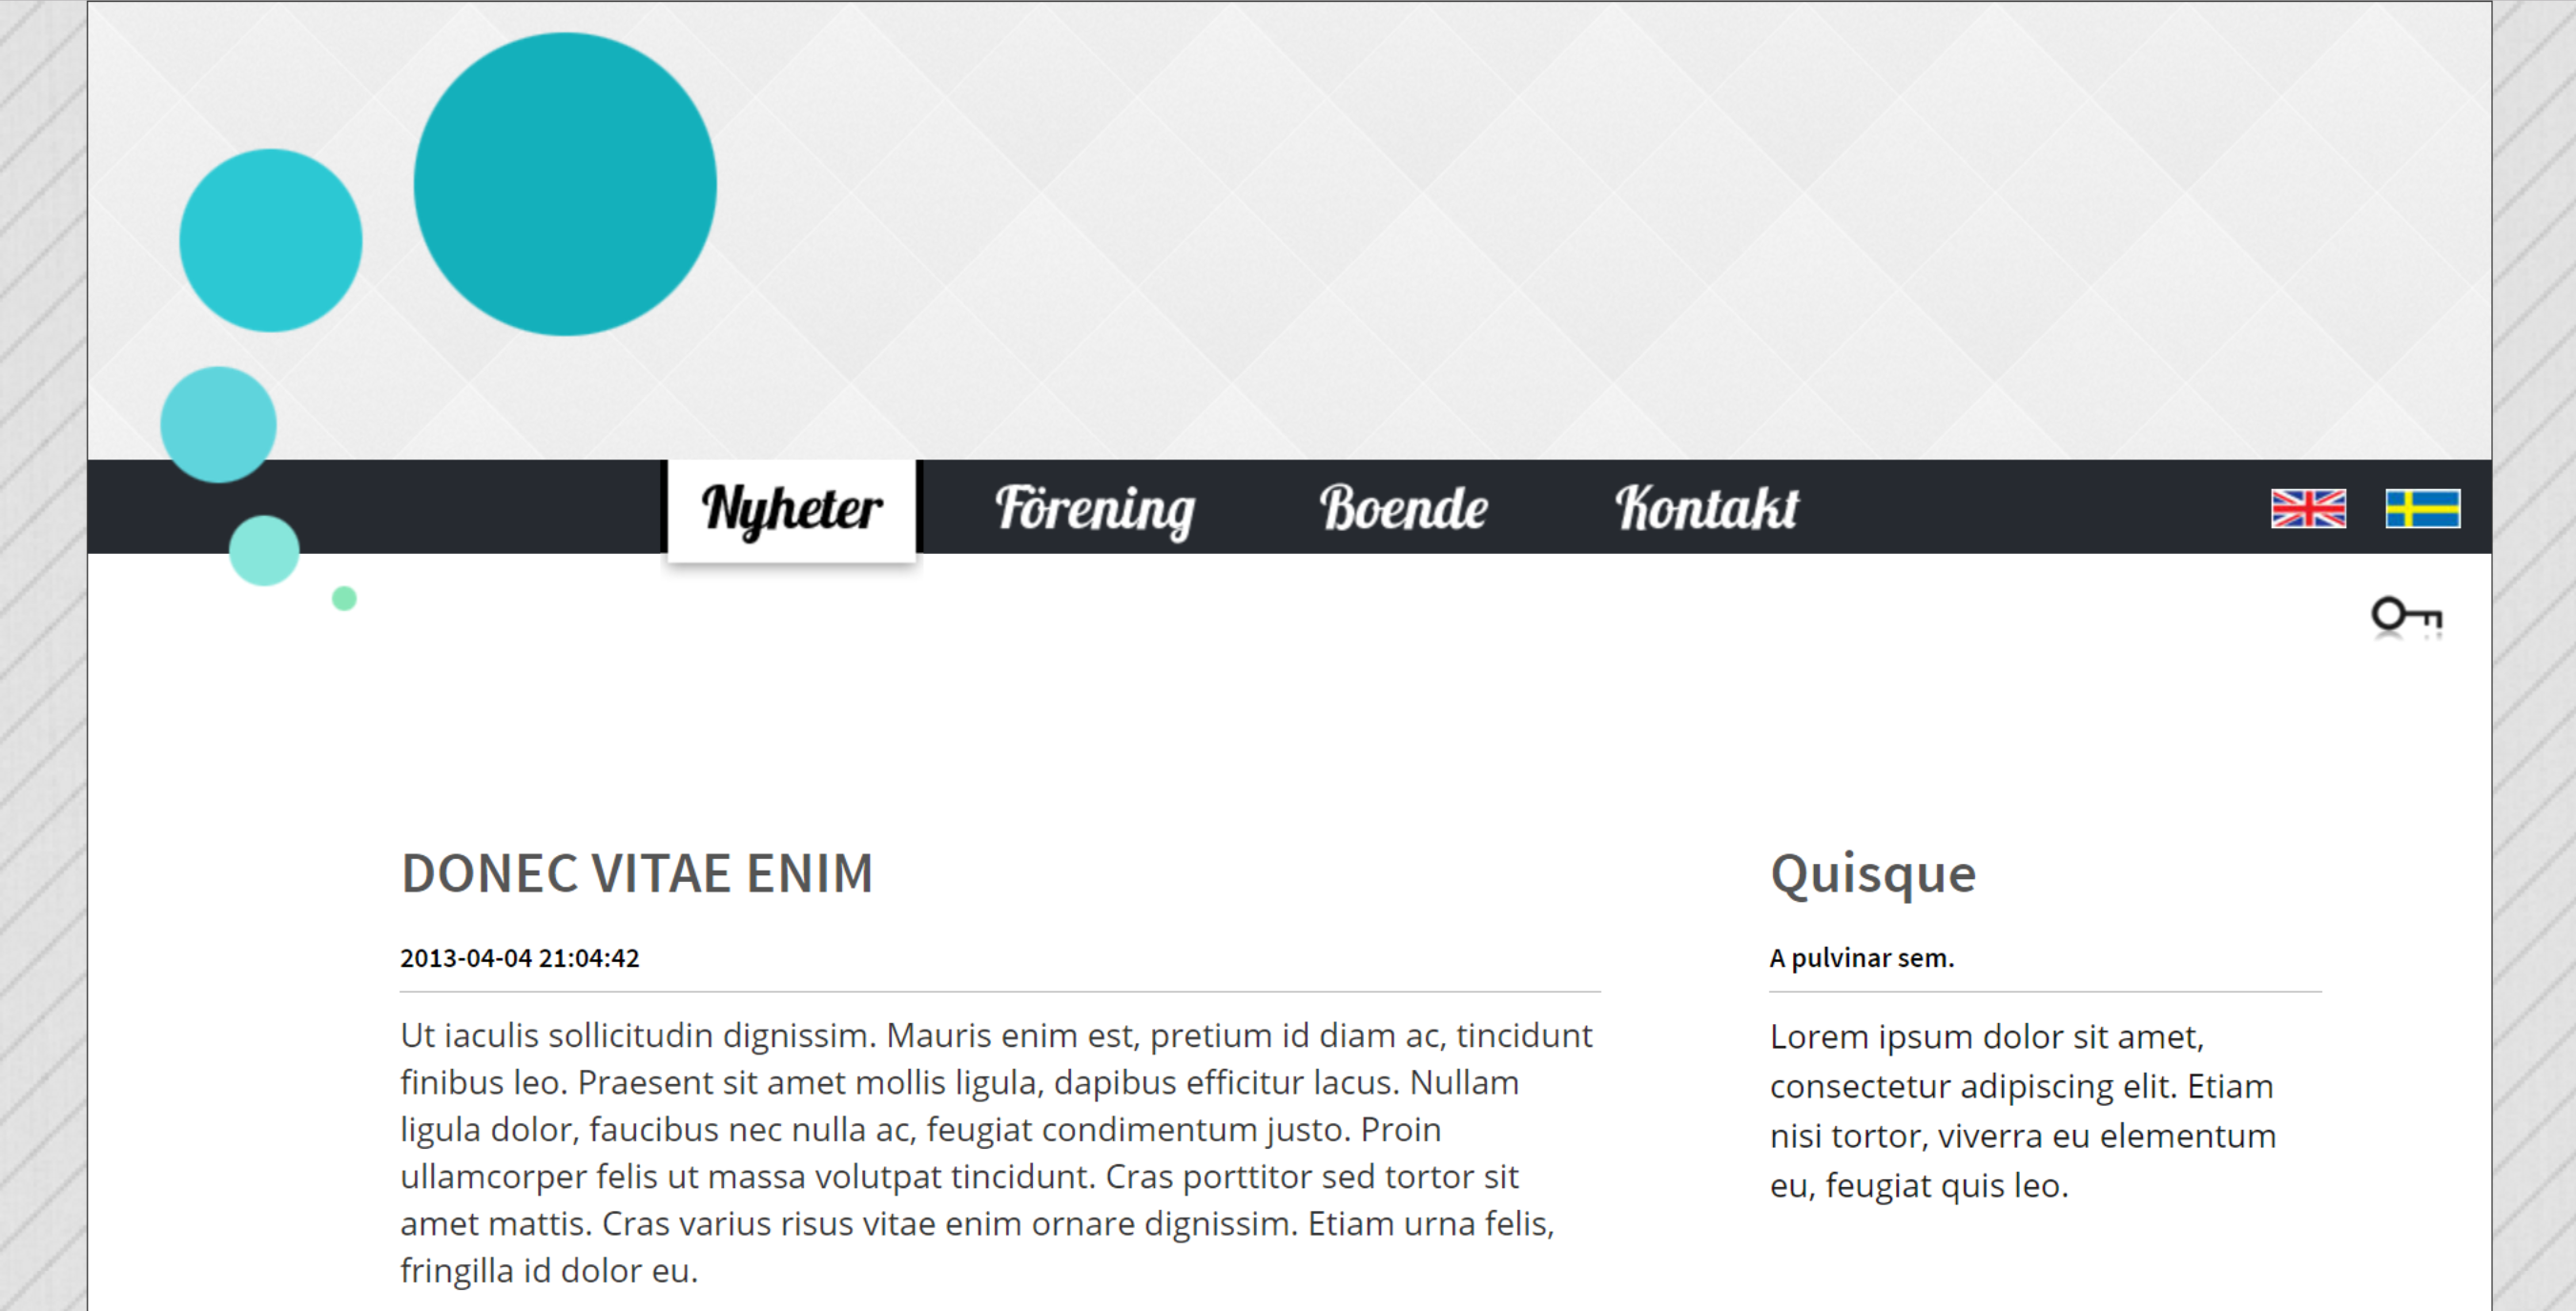 Nyheter Förening Boende Kontakt
DONEC VITAE ENIM
2013-04-04 21:04:42
Ut iaculis sollicitudin dignissim. Mauris enim est, pretium id diam ac, tincidunt
finibus leo. Praesent sit amet mollis ligula, dapibus efficitur lacus. Nullam
ligula dolor, faucibus nec nulla ac, feugiat condimentum justo. Proin
ullamcorper felis ut massa volutpat tincidunt. Cras porttitor sed tortor sit
amet mattis. Cras varius risus vitae enim ornare dignissim. Etiam urna felis,
fringilla id dolor eu.
Quisque
A pulvinar sem.
Lorem ipsum dolor sit amet,
consectetur adipiscing elit. Etiam
nisi tortor, viverra eu elementum
eu, feugiat quis leo.